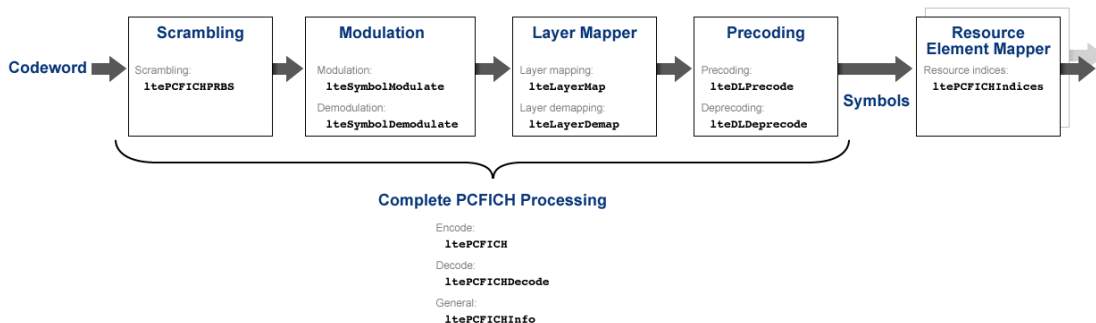 Codeword
Scrambling
Scrambling:
ltePCFICHPRBS
Modulation
Modulation:
lteSymbolModulate
Demodulation:
lteSymbolDemodulate
Layer Mapper
Layer mapping:
lteLayerMap
Layer demapping:
lteLayerDemap
Precoding
Precoding:
lteDLPrecode
Deprecoding:
lteDLDeprecode
Symbols
Resource
Element Mapper
Resource indices:
ltePCFICHIndices
Complete PCFICH Processing
Encode:
ltePCFICH
Decode:
ltePCFICHDecode
General:
ltePCFICHInfo